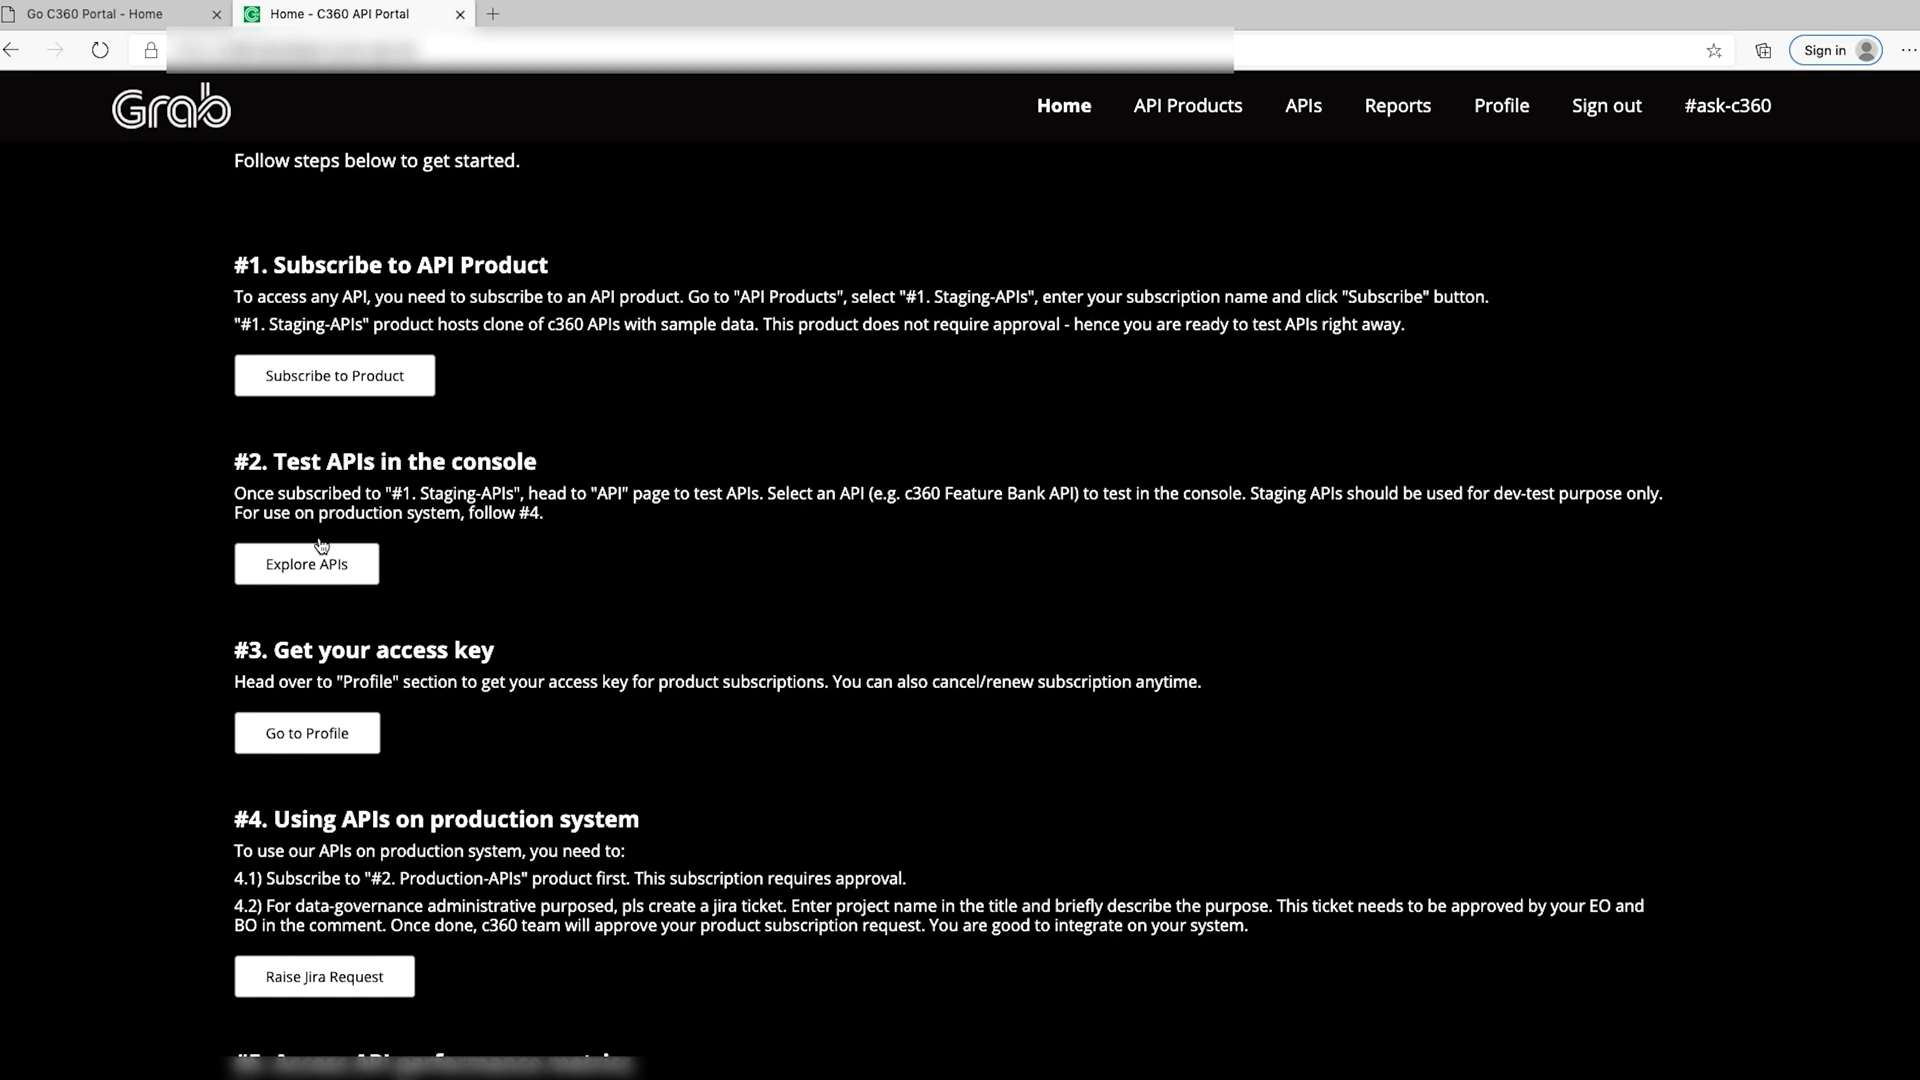 Go C360 Portal - Home
Home - C360 API Portal
Sign in
Grab
Home
API Products
APIs
Reports
Profile
Sign out
#ask-c360
Follow steps below to get started.
#1. Subscribe to API Product
To access any API, you need to subscribe to an API product. Go to "API Products", select "#1. Staging-APIs", enter your subscription name and click "Subscribe" button.
"#1. Staging-APIs" product hosts clone of c360 APIs with sample data. This product does not require approval - hence you are ready to test APIs right away.
Subscribe to Product
#2. Test APIs in the console
Once subscribed to "#1. Staging-APIs", head to "API" page to test APIs. Select an API (e.g. c360 Feature Bank API) to test in the console. Staging APIs should be used for dev-test purpose only.
For use on production system, follow #4.
Explore APIs
#3. Get your access key
Head over to "Profile" section to get your access key for product subscriptions. You can also cancel/renew subscription anytime.
Go to Profile
#4. Using APIs on production system
To use our APIs on production system, you need to:
4.1) Subscribe to "#2. Production-APIs" product first. This subscription requires approval.
4.2) For data-governance administrative purposed, pls create a jira ticket. Enter project name in the title and briefly describe the purpose. This ticket needs to be approved by your EO and
BO in the comment. Once done, c360 team will approve your product subscription request. You are good to integrate on your system.
Raise Jira Request